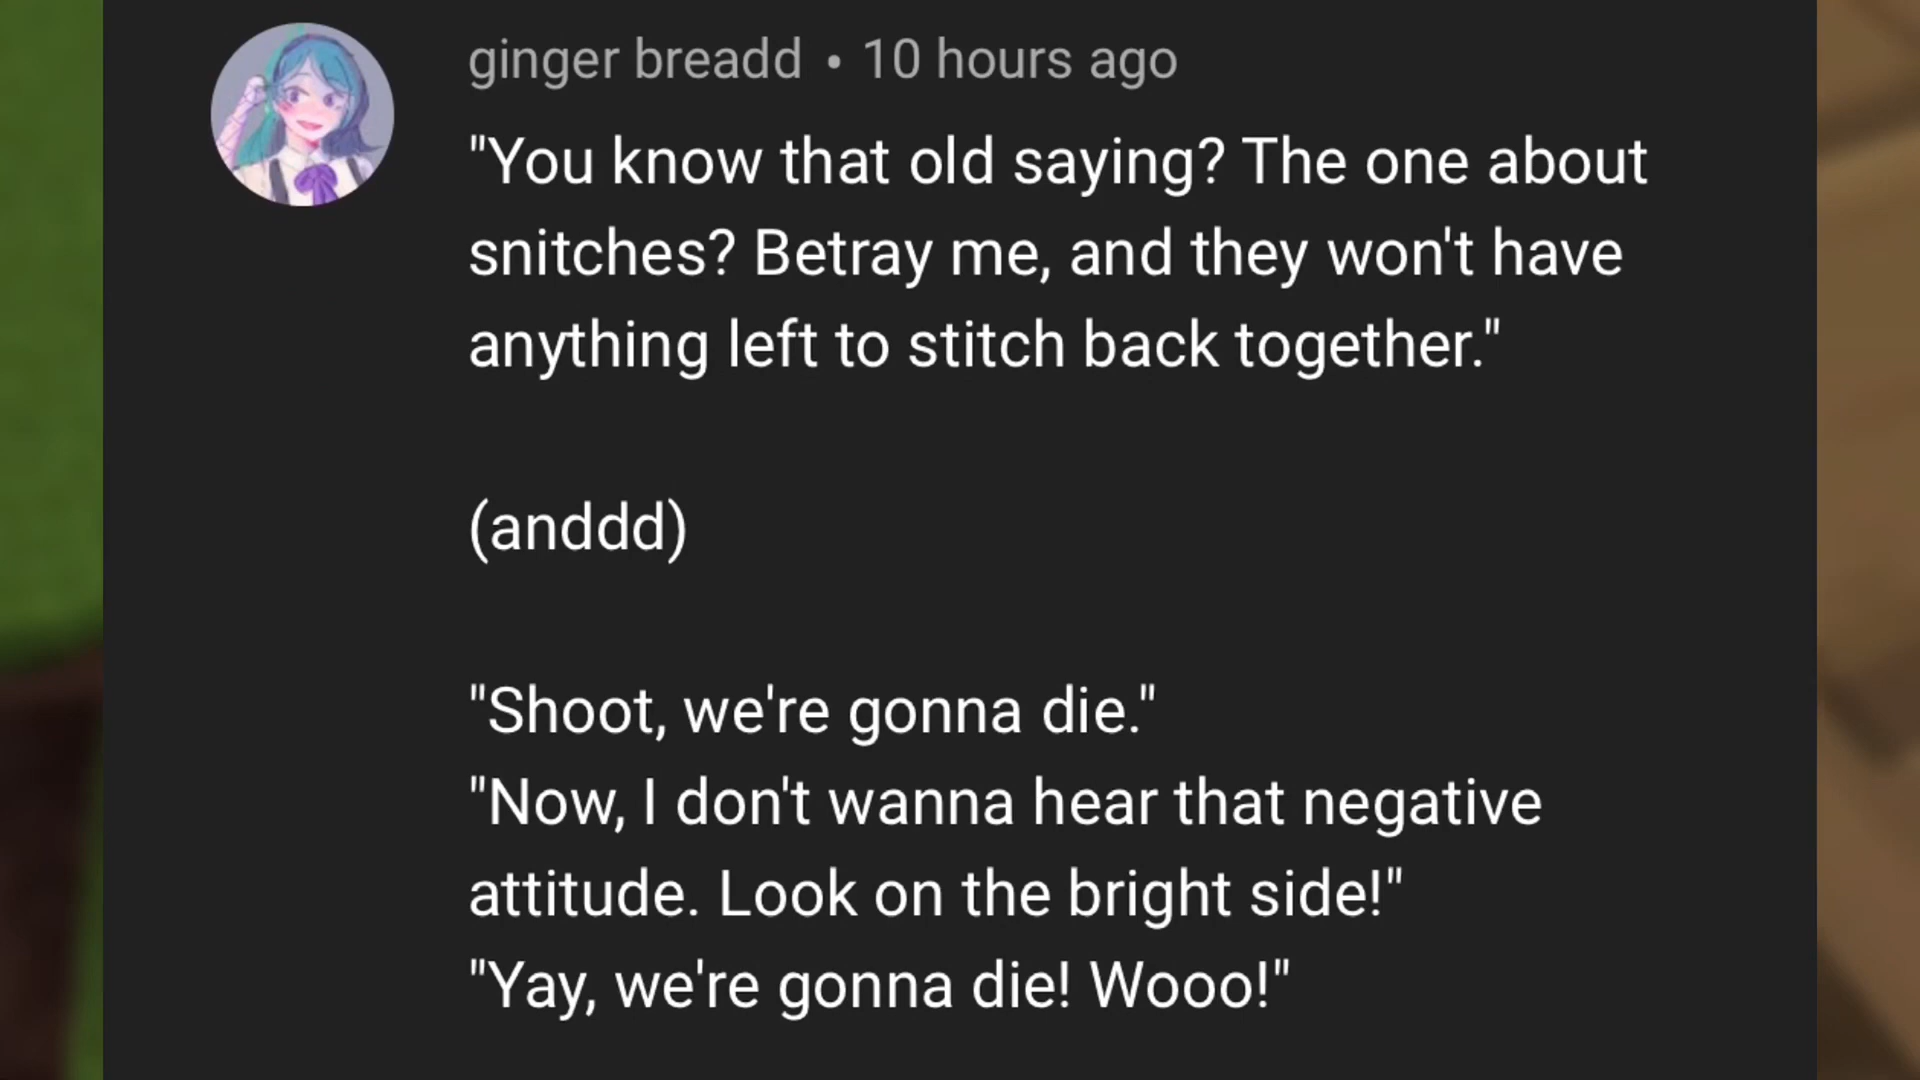 ginger breadd • 10 hours ago
"You know that old saying? The one about
snitches? Betray me, and they won't have
anything left to stitch back together."
(anddd)
"Shoot, we're gonna die."
"Now, I don't wanna hear that negative
attitude. Look on the bright side!"
"Yay, we're gonna die! Wooo!"